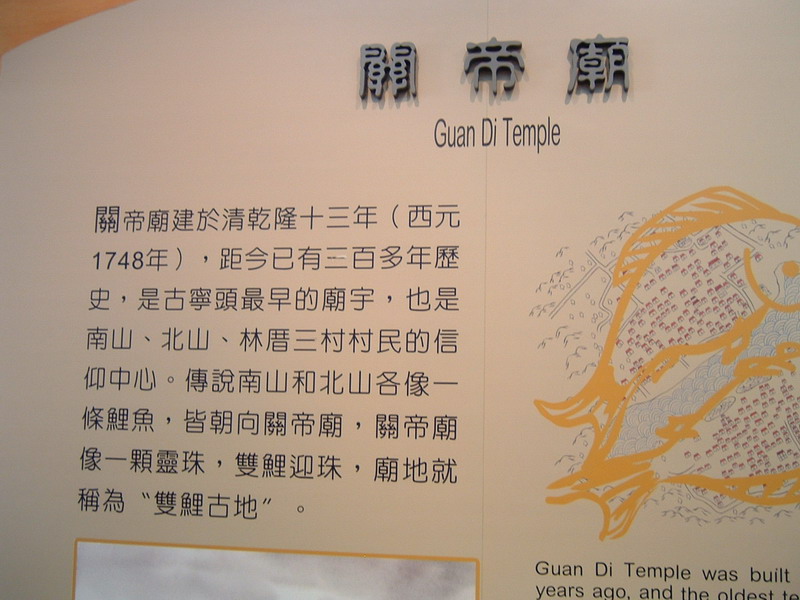 關帝廟
Guan Di Temple
關帝廟建於清乾隆十三年（西元
1748年），距今已有三百多年歷
史，是古寧頭最早的廟宇，也是
南山、北山、林厝三村村民的信
仰中心。傳說南山和北山各像一
條鯉魚，皆朝向關帝廟，關帝廟
像一顆靈珠，雙鯉迎珠，廟地就
稱為〝雙鯉古地〞。
Guan Di Temple was built
years ago, and the oldest te